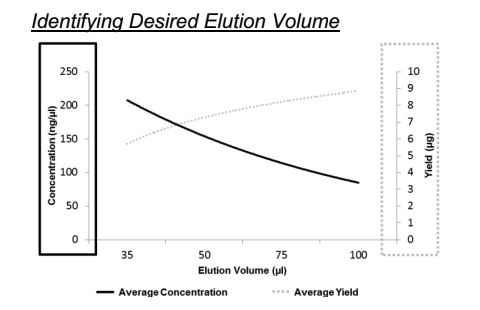 Identifying Desired Elution Volume
250
200
150
100
50
0
Concentration (ng/µl)
10
9
8
7
6
5
4
3
2
1
0
Yield (µg)
35 50 75 100
Elution Volume (µl)
Average Concentration Average Yield